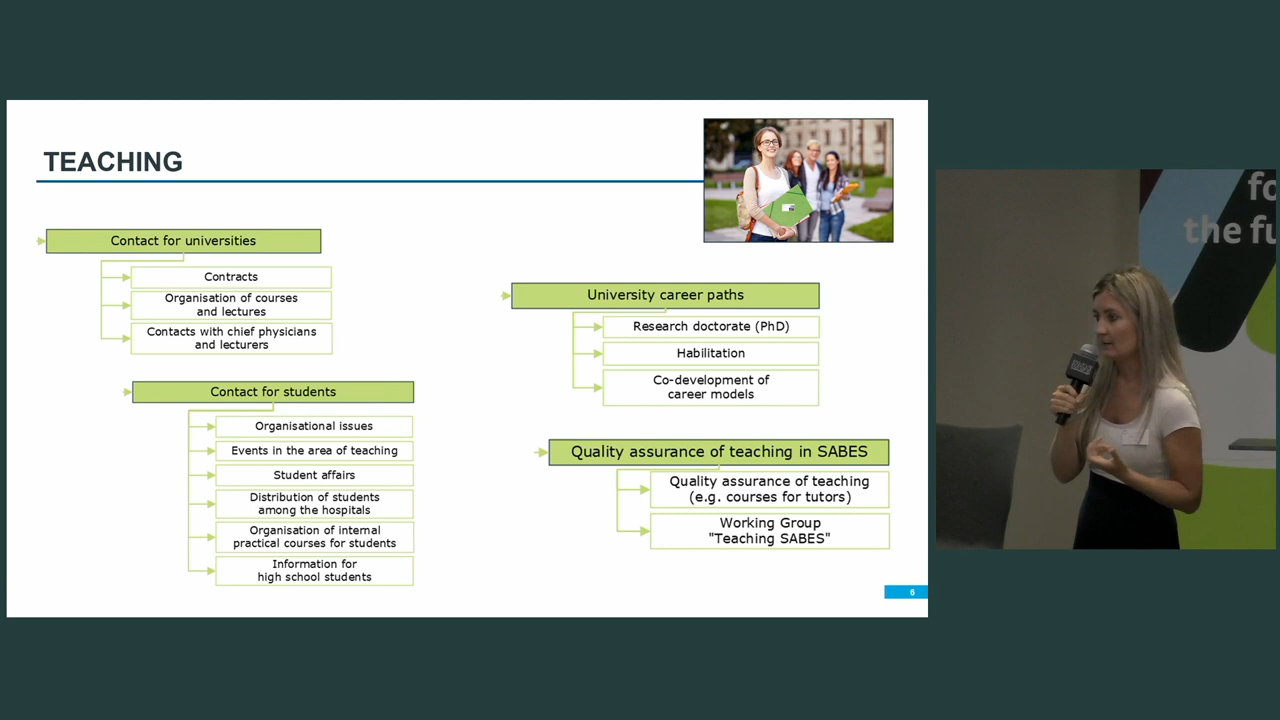 TEACHING
Contact for universities
Contracts
Organisation of courses
and lectures
Contacts with chief physicians
and lecturers
Contact for students
Organisational issues
Events in the area of teaching
Student affairs
Distribution of students
among the hospitals
Organisation of internal
practical courses for students
Information for
high school students
University career paths
Research doctorate (PhD)
Habilitation
Co-development of
career models
Quality assurance of teaching in SABES
Quality assurance of teaching
(e.g. courses for tutors)
Working Group
"Teaching SABES"
6
fo
the fu